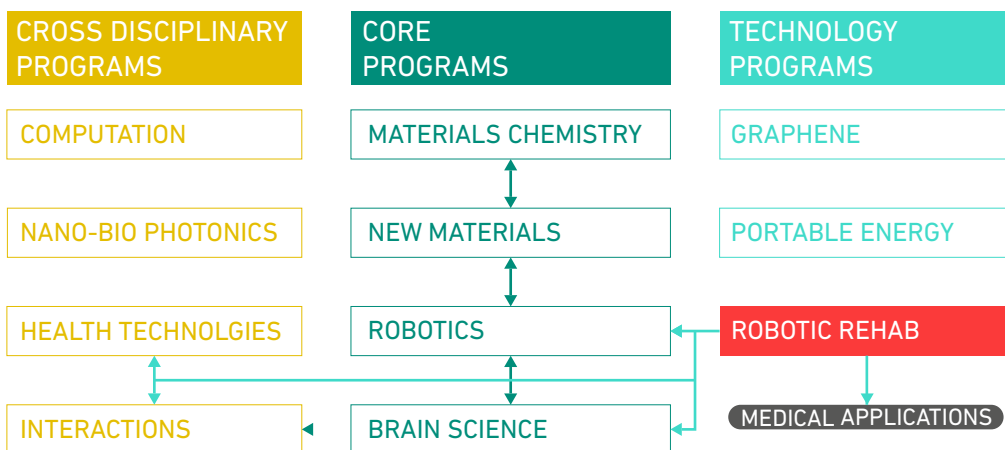 CROSS DISCIPLINARY
PROGRAMS
COMPUTATION
NANO-BIO PHOTONICS
HEALTH TECHNOLGIES
INTERACTIONS
CORE
PROGRAMS
MATERIALS CHEMISTRY
NEW MATERIALS
ROBOTICS
BRAIN SCIENCE
TECHNOLOGY
PROGRAMS
GRAPHENE
PORTABLE ENERGY
ROBOTIC REHAB
MEDICAL APPLICATIONS